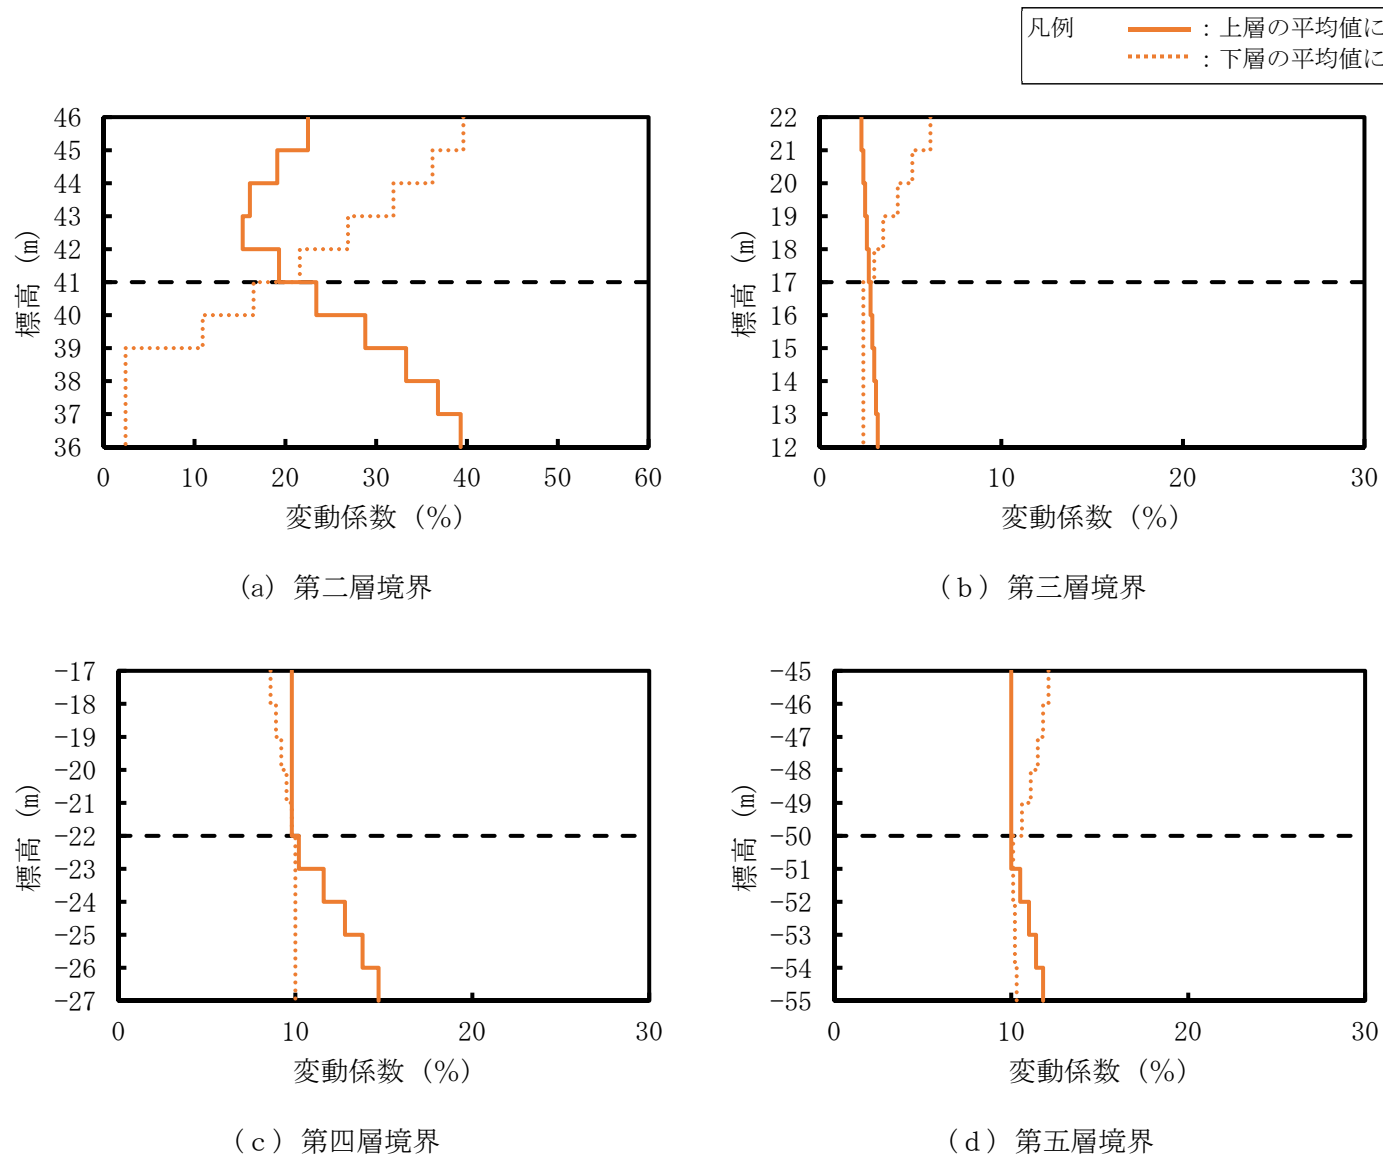 凡例 : 上層の平均値に
: 下層の平均値に
46
45
44
43
42
41
40
39
38
37
36
標高 (m)
0 10 20 30 40 50 60
変動係数 (%)
(a) 第二層境界
22
21
20
19
18
17
16
15
14
13
12
標高 (m)
0 10 20 30
変動係数 (%)
(b) 第三層境界
-17
-18
-19
-20
-21
-22
-23
-24
-25
-26
-27
標高 (m)
0 10 20 30
変動係数 (%)
(c) 第四層境界
-45
-46
-47
-48
-49
-50
-51
-52
-53
-54
-55
標高 (m)
0 10 20 30
変動係数 (%)
(d) 第五層境界